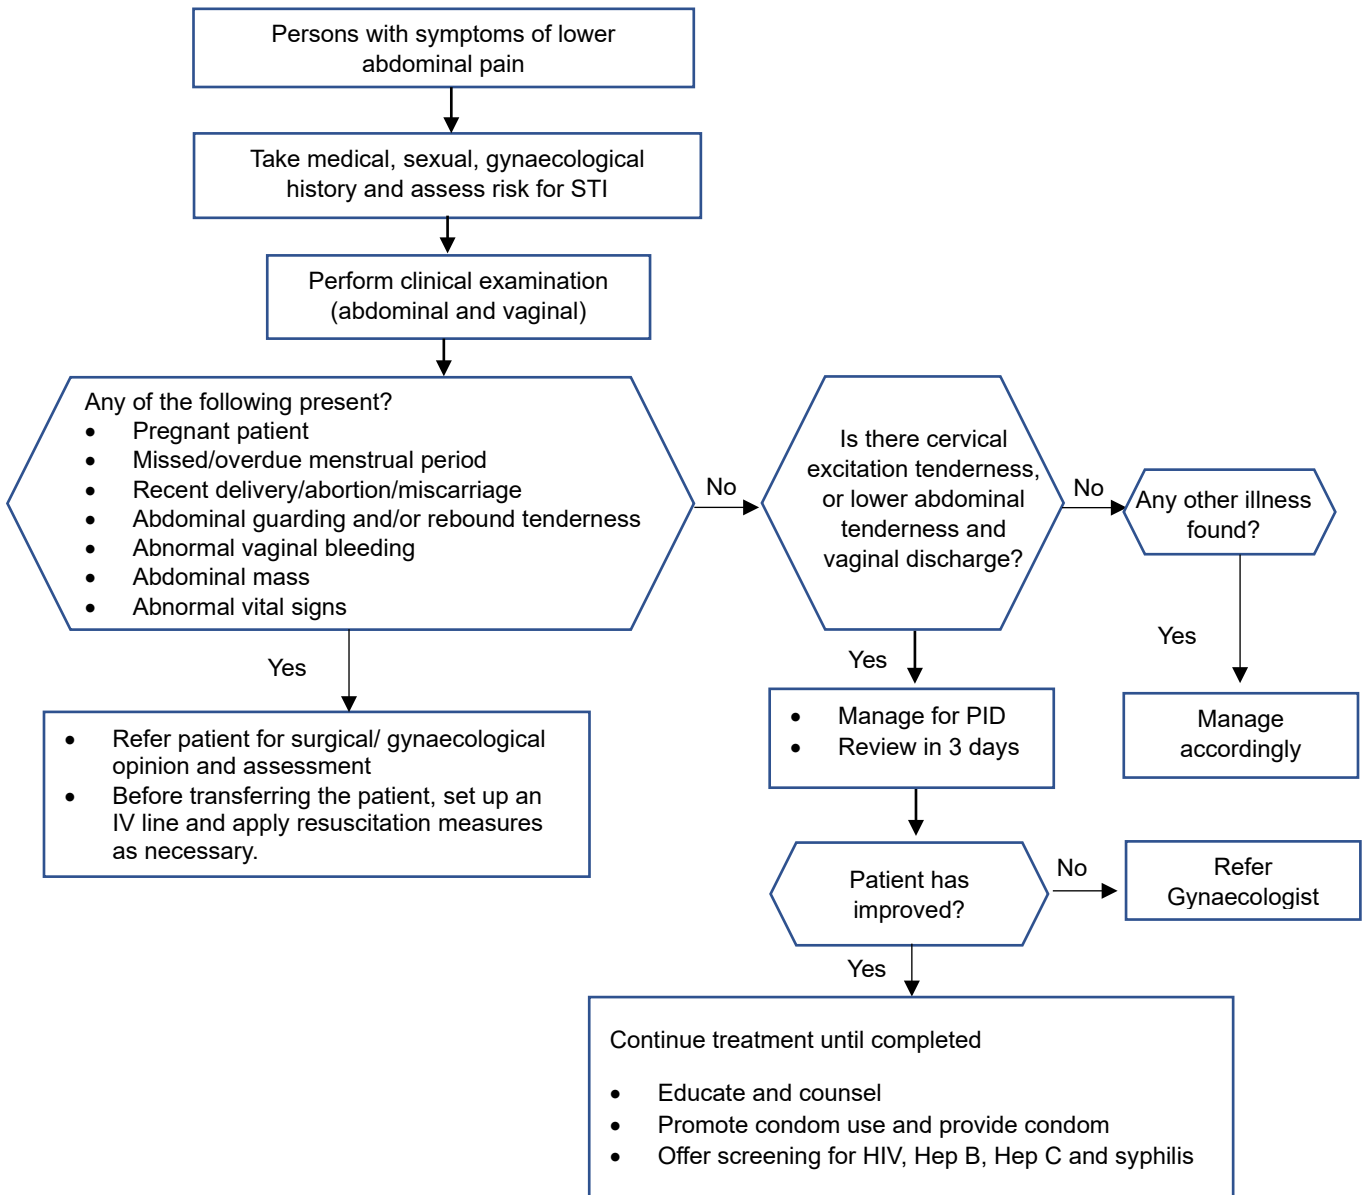 Persons with symptoms of lower
abdominal pain
Take medical, sexual, gynaecological
history and assess risk for STI
Perform clinical examination
(abdominal and vaginal)
Any of the following present?
• Pregnant patient
• Missed/overdue menstrual period
• Recent delivery/abortion/miscarriage
• Abdominal guarding and/or rebound tenderness
• Abnormal vaginal bleeding
• Abdominal mass
• Abnormal vital signs
No
Is there cervical
excitation tenderness,
or lower abdominal
tenderness and
vaginal discharge?
No
Any other illness
found?
Yes
Yes
Yes
• Refer patient for surgical/ gynaecological
opinion and assessment
• Before transferring the patient, set up an
IV line and apply resuscitation measures
as necessary.
• Manage for PID
• Review in 3 days
Manage
accordingly
Patient has
improved?
No
Refer
Gynaecologist
Yes
Continue treatment until completed
• Educate and counsel
• Promote condom use and provide condom
• Offer screening for HIV, Hep B, Hep C and syphilis